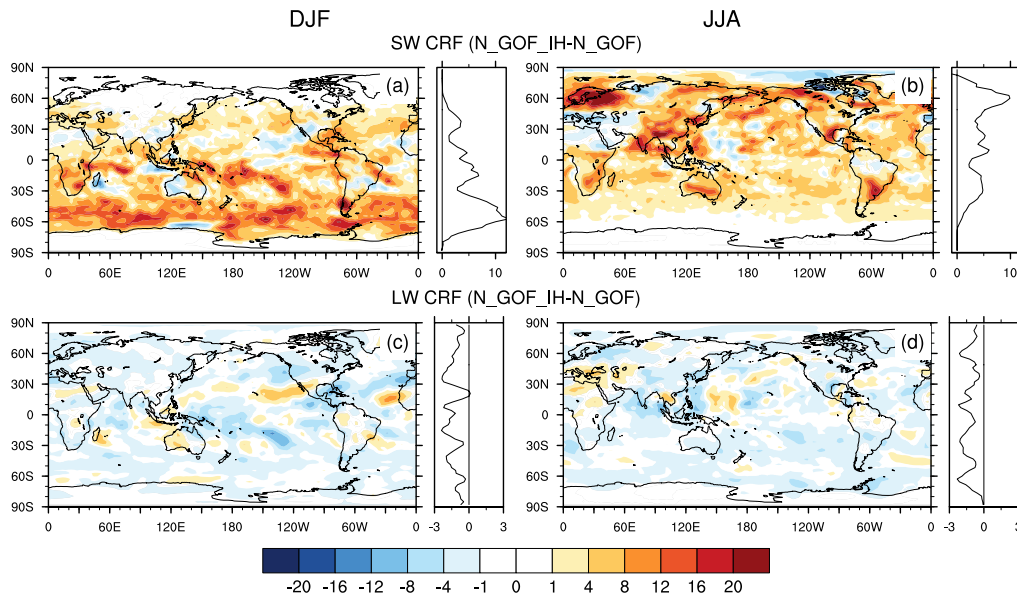 DJF JJA
SW CRF (N_GOF_IH-N_GOF)
(a) (b)
90N 90N
60N 60N
30N 30N
0 0
30S 30S
60S 60S
90S 90S
0 60E 120E 180 120W 60W 0 0 10 0 60E 120E 180 120W 60W 0 0 10
LW CRF (N_GOF_IH-N_GOF)
(c) (d)
90N 90N
60N 60N
30N 30N
0 0
30S 30S
60S 60S
90S 90S
0 60E 120E 180 120W 60W 0 -3 0 3 0 60E 120E 180 120W 60W 0 -3 0 3
-20 -16 -12 -8 -4 -1 0 1 4 8 12 16 20